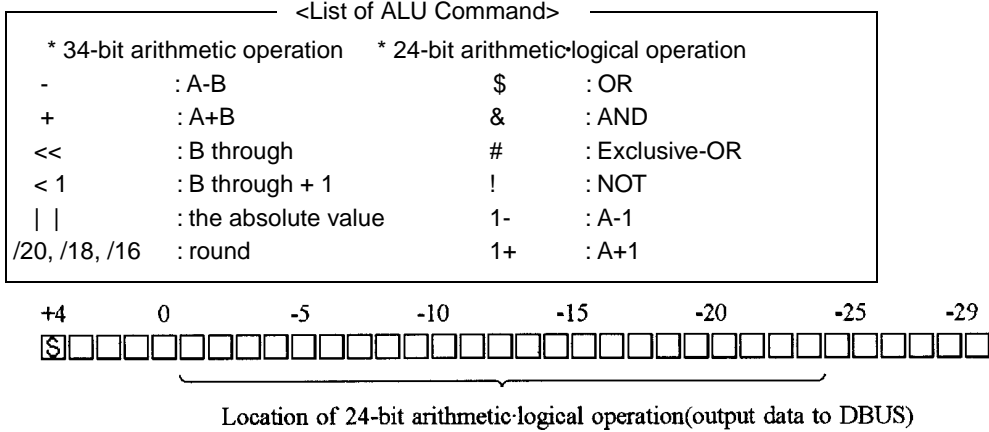 <List of ALU Command>
* 34-bit arithmetic operation * 24-bit arithmetic·logical operation
- : A-B $ : OR
+ : A+B & : AND
<< : B through # : Exclusive-OR
< 1 : B through + 1 ! : NOT
| | : the absolute value 1- : A-1
/20, /18, /16 : round 1+ : A+1
+4 0 -5 -10 -15 -20 -25 -29
S
Location of 24-bit arithmetic·logical operation(output data to DBUS)